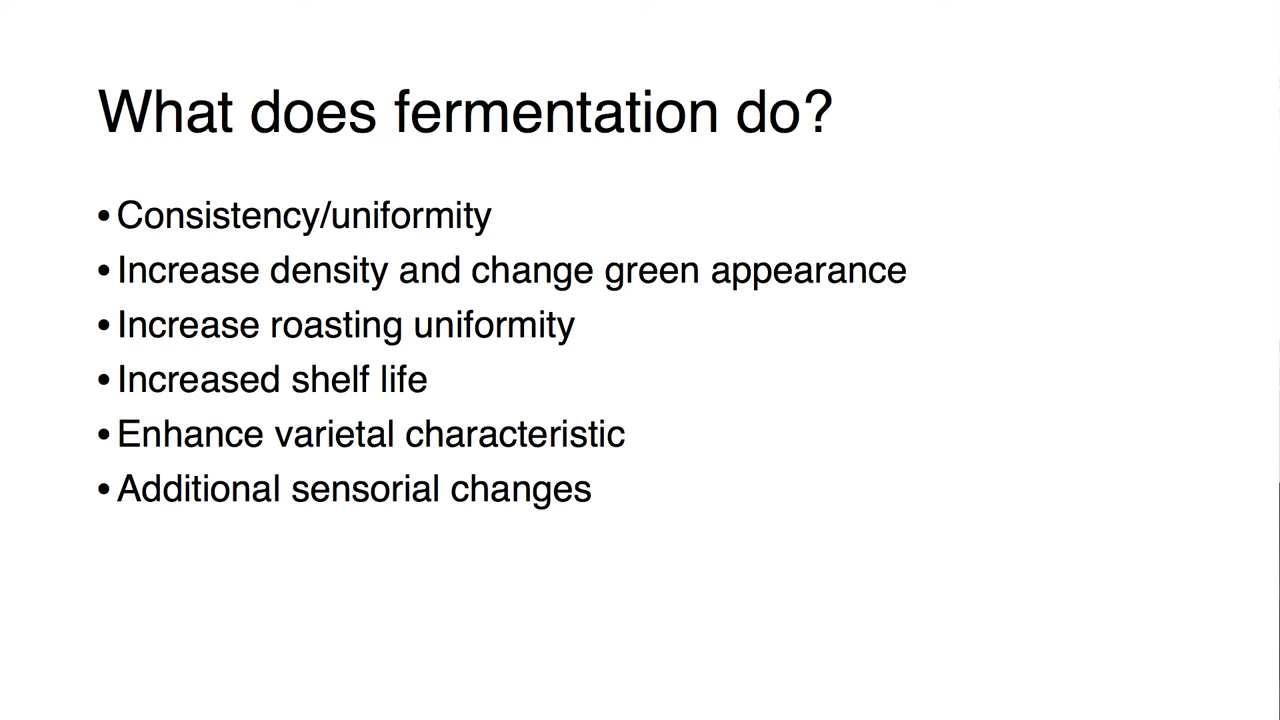 What does fermentation do?
• Consistency/uniformity
• Increase density and change green appearance
• Increase roasting uniformity
• Increased shelf life
• Enhance varietal characteristic
• Additional sensorial changes